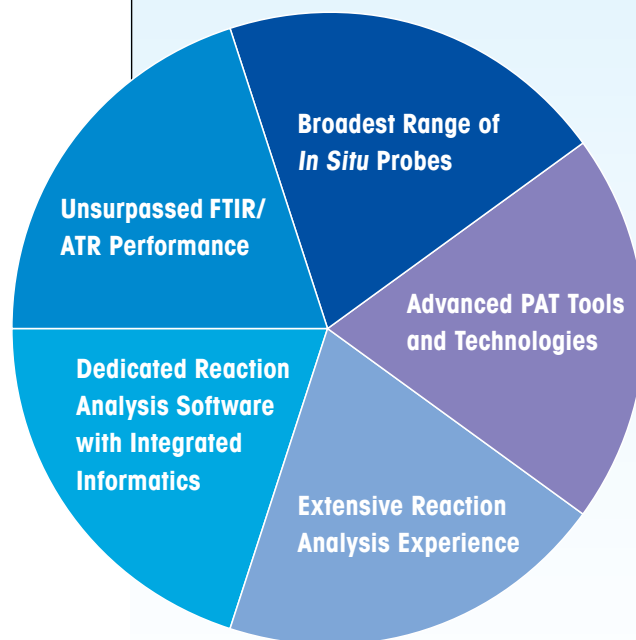 Broadest Range of
In Situ Probes
Unsurpassed FTIR/
ATR Performance
Advanced PAT Tools
and Technologies
Dedicated Reaction
Analysis Software
with Integrated
Informatics
Extensive Reaction
Analysis Experience